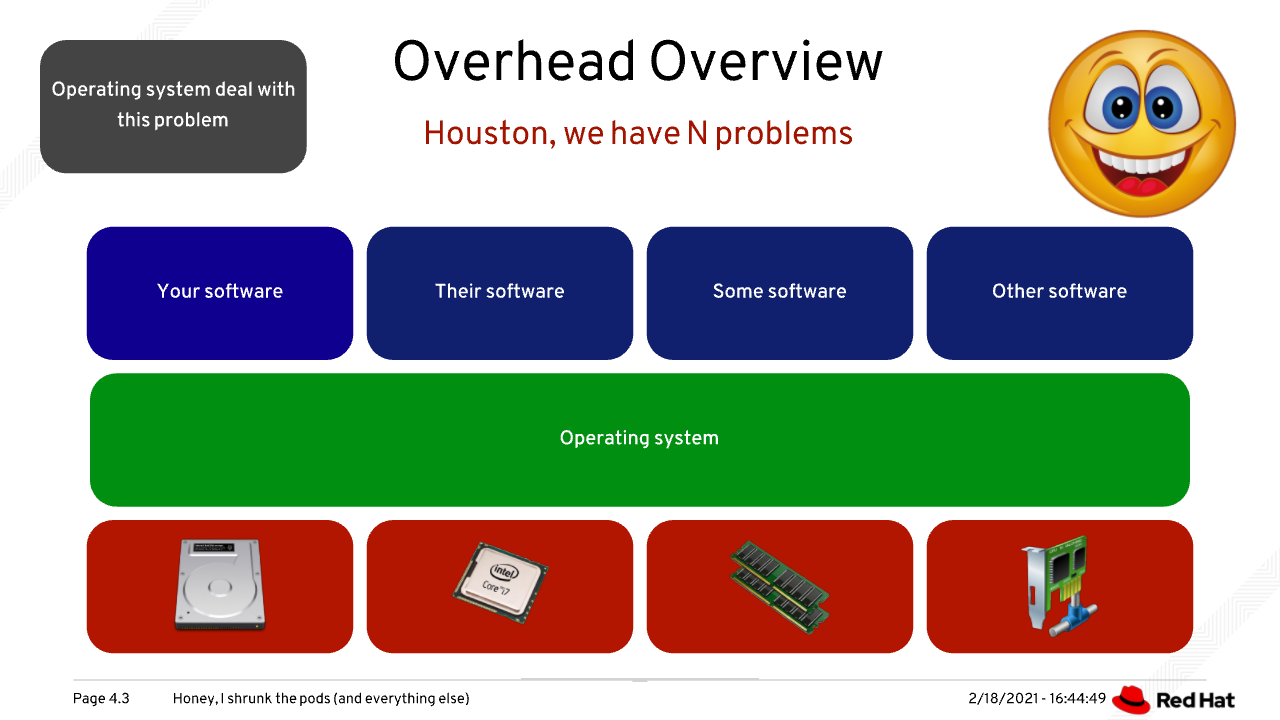 Operating system deal with
this problem
Overhead Overview
Houston, we have N problems
Your software
Their software
Some software
Other software
Operating system
intel
Core i7
Page 4.3
Honey, I shrunk the pods (and everything else)
2/18/2021 - 16:44:49
Red Hat